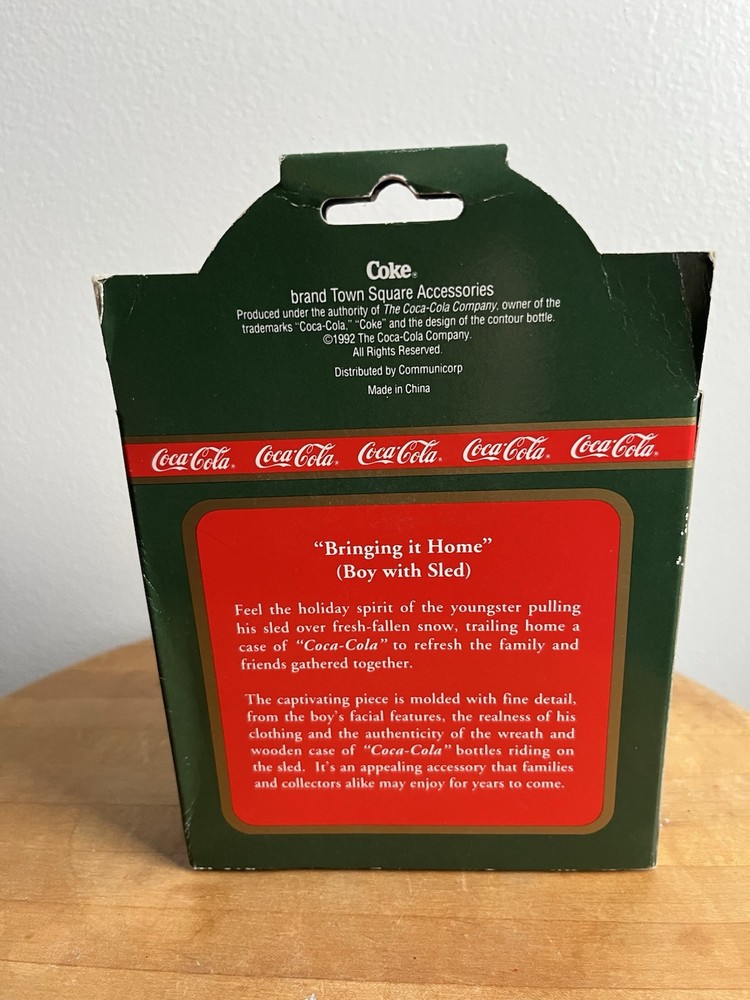 Coke®
brand Town Square Accessories
Produced under the authority of The Coca-Cola Company, owner of the
trademarks "Coca-Cola," "Coke" and the design of the contour bottle.
©1992 The Coca-Cola Company.
All Rights Reserved.
Distributed by Communicorp
Made in China
Coca-Cola® Coca-Cola® Coca-Cola® Coca-Cola® Coca-Cola®
“Bringing it Home”
(Boy with Sled)
Feel the holiday spirit of the youngster pulling
his sled over fresh-fallen snow, trailing home a
case of “Coca-Cola” to refresh the family and
friends gathered together.
The captivating piece is molded with fine detail,
from the boy’s facial features, the realness of his
clothing and the authenticity of the wreath and
wooden case of “Coca-Cola” bottles riding on
the sled. It’s an appealing accessory that families
and collectors alike may enjoy for years to come.